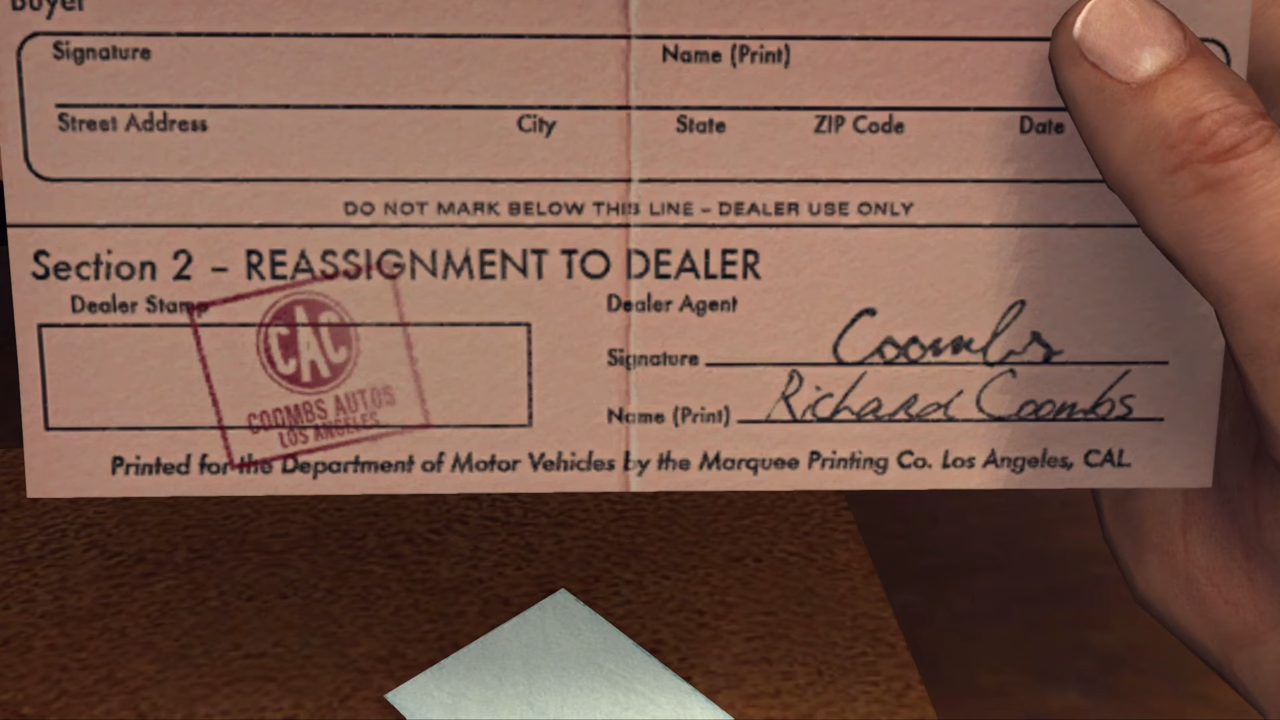 Buyer
Signature Name (Print)
Street Address City State ZIP Code Date
DO NOT MARK BELOW THIS LINE - DEALER USE ONLY
Section 2 - REASSIGNMENT TO DEALER
Dealer Stamp Dealer Agent
CAC
COOMBS AUTOS
LOS ANGELES
Signature Coombs
Name (Print) Richard Coombs
Printed for the Department of Motor Vehicles by the Marquee Printing Co. Los Angeles, CAL